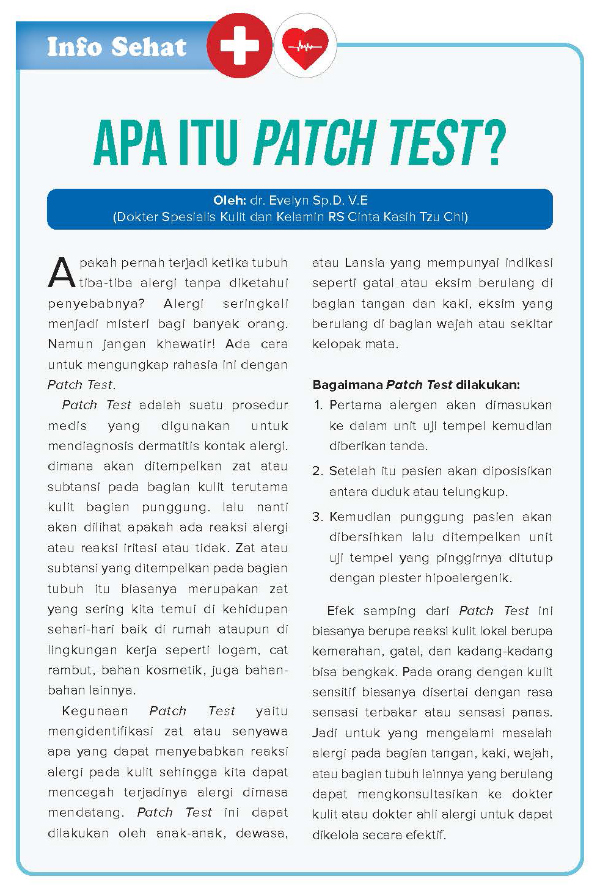 Info Sehat
APA ITU PATCH TEST?
Oleh: dr. Evelyn Sp.D. V.E
(Dokter Spesialis Kulit dan Kelamin RS Cinta Kasih Tzu Chi)
Apakah pernah terjadi ketika tubuh
tiba-tiba alergi tanpa diketahui
penyebabnya? Alergi seringkali
menjadi misteri bagi banyak orang.
Namun jangan khawatir! Ada cara
untuk mengungkap rahasia ini dengan
Patch Test.
Patch Test adalah suatu prosedur
medis yang digunakan untuk
mendiagnosis dermatitis kontak alergi.
dimana akan ditempelkan zat atau
subtansi pada bagian kulit terutama
kulit bagian punggung. lalu nanti
akan dilihat apakah ada reaksi alergi
atau reaksi iritasi atau tidak. Zat atau
subtansi yang ditempelkan pada bagian
tubuh itu biasanya merupakan zat
yang sering kita temui di kehidupan
sehari-hari baik di rumah ataupun di
lingkungan kerja seperti logam, cat
rambut, bahan kosmetik, juga bahan-
bahan lainnya.
Kegunaan Patch Test yaitu
mengidentifikasi zat atau senyawa
apa yang dapat menyebabkan reaksi
alergi pada kulit sehingga kita dapat
mencegah terjadinya alergi dimasa
mendatang. Patch Test ini dapat
dilakukan oleh anak-anak, dewasa,
atau Lansia yang mempunyai indikasi
seperti gatal atau eksim berulang di
bagian tangan dan kaki, eksim yang
berulang di bagian wajah atau sekitar
kelopak mata.
Bagaimana Patch Test dilakukan:
1. Pertama alergen akan dimasukan
ke dalam unit uji tempel kemudian
diberikan tanda.
2. Setelah itu pasien akan diposisikan
antara duduk atau telungkup.
3. Kemudian punggung pasien akan
dibersihkan lalu ditempelkan unit
uji tempel yang pinggirnya ditutup
dengan plester hipoalergenik.
Efek samping dari Patch Test ini
biasanya berupa reaksi kulit lokal berupa
kemerahan, gatal, dan kadang-kadang
bisa bengkak. Pada orang dengan kulit
sensitif biasanya disertai dengan rasa
sensasi terbakar atau sensasi panas.
Jadi untuk yang mengalami masalah
alergi pada bagian tangan, kaki, wajah,
atau bagian tubuh lainnya yang berulang
dapat mengkonsultasikan ke dokter
kulit atau dokter ahli alergi untuk dapat
dikelola secara efektif.